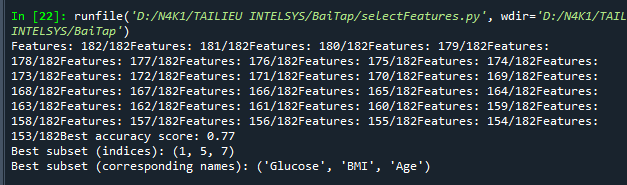 In [22]: runfile('D:/N4K1/TAILIEU INTELSYS/BaiTap/selectFeatures.py', wdir='D:/N4K1/TAIL
INTELSYS/BaiTap')
Features: 182/182Features: 181/182Features: 180/182Features: 179/182Features:
178/182Features: 177/182Features: 176/182Features: 175/182Features: 174/182Features:
173/182Features: 172/182Features: 171/182Features: 170/182Features: 169/182Features:
168/182Features: 167/182Features: 166/182Features: 165/182Features: 164/182Features:
163/182Features: 162/182Features: 161/182Features: 160/182Features: 159/182Features:
158/182Features: 157/182Features: 156/182Features: 155/182Features: 154/182Features:
153/182Best accuracy score: 0.77
Best subset (indices): (1, 5, 7)
Best subset (corresponding names): ('Glucose', 'BMI', 'Age')